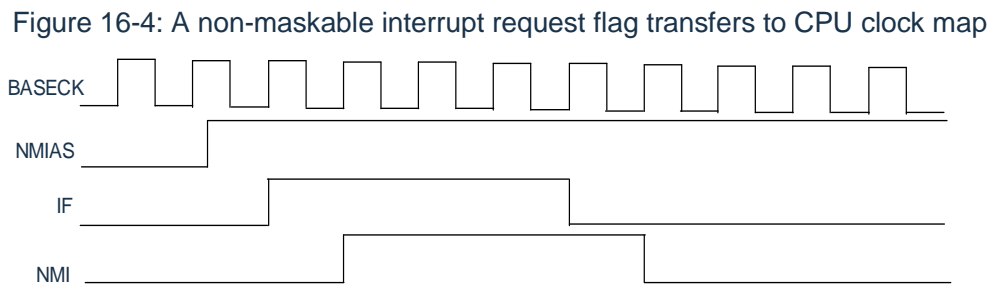 Figure 16-4: A non-maskable interrupt request flag transfers to CPU clock map
BASECK
NMIAS
IF
NMI